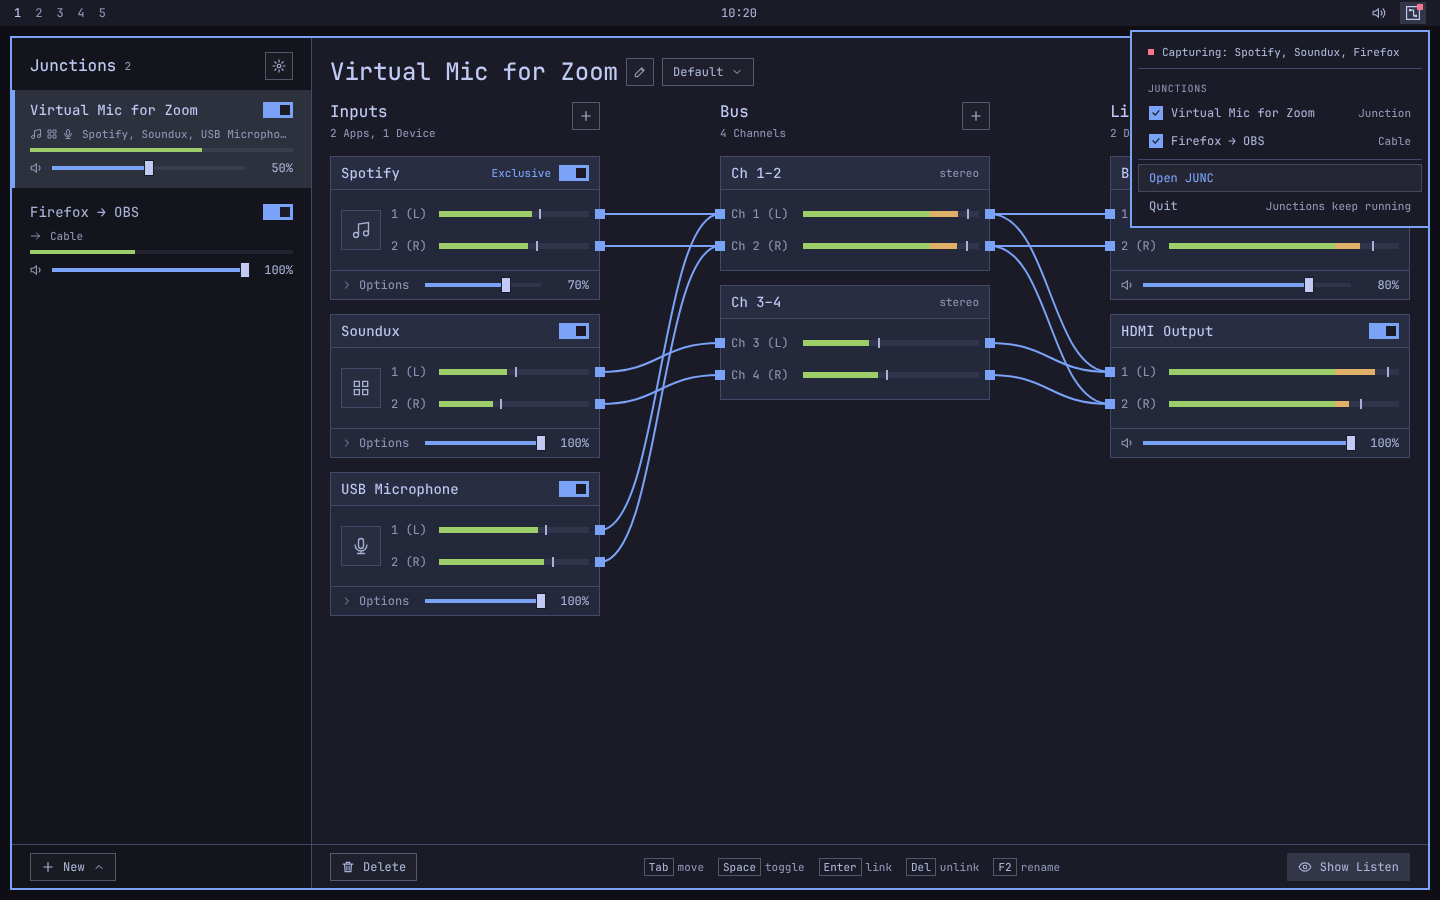 1 2 3 4 5
10:20
Junctions 2
Virtual Mic for Zoom
Spotify, Soundux, USB Micropho…
50%
Firefox → OBS
→ Cable
100%
New
Virtual Mic for Zoom
Default
Inputs
2 Apps, 1 Device
Spotify
Exclusive
1 (L)
2 (R)
Options
70%
Soundux
1 (L)
2 (R)
Options
100%
USB Microphone
1 (L)
2 (R)
Options
100%
Bus
4 Channels
Ch 1-2
stereo
Ch 1 (L)
Ch 2 (R)
Ch 3-4
stereo
Ch 3 (L)
Ch 4 (R)
Li
2 D
B
1
2 (R)
80%
HDMI Output
1 (L)
2 (R)
100%
Capturing: Spotify, Soundux, Firefox
JUNCTIONS
Virtual Mic for Zoom Junction
Firefox → OBS Cable
Open JUNC
Quit Junctions keep running
Delete
Tab move Space toggle Enter link Del unlink F2 rename
Show Listen